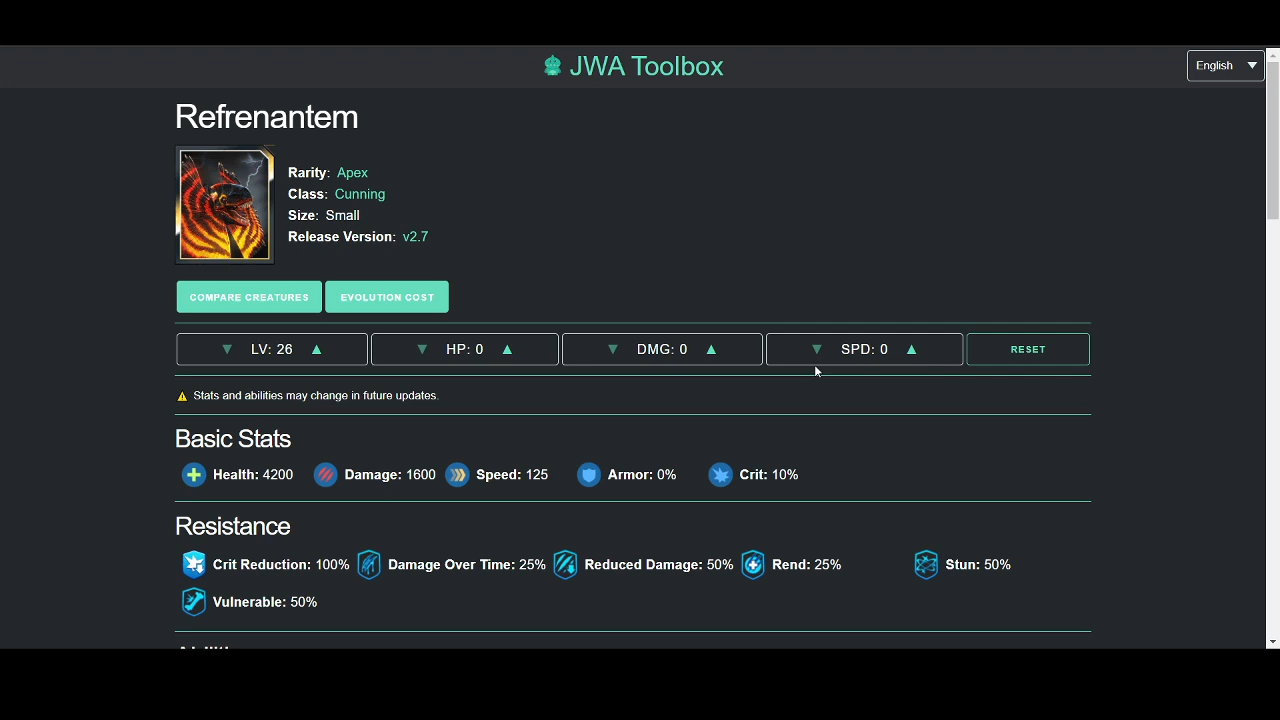 JWA Toolbox
English
Refrenantem
Rarity: Apex
Class: Cunning
Size: Small
Release Version: v2.7
COMPARE CREATURES
EVOLUTION COST
LV: 26
HP: 0
DMG: 0
SPD: 0
RESET
Stats and abilities may change in future updates.
Basic Stats
Health: 4200 Damage: 1600 Speed: 125 Armor: 0% Crit: 10%
Resistance
Crit Reduction: 100% Damage Over Time: 25% Reduced Damage: 50% Rend: 25% Stun: 50%
Vulnerable: 50%